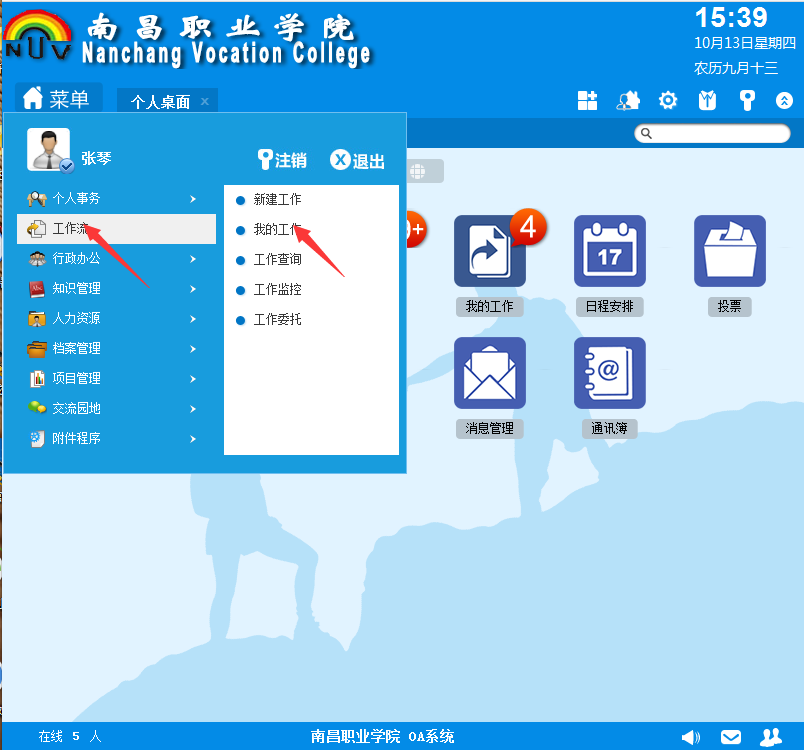 NUV
南昌职业学院
Nanchang Vocation College
15:39
10月13日星期四
农历九月十三
菜单
个人桌面 ×
张琴
注销
X退出
个人事务
工作流
行政办公
知识管理
人力资源
档案管理
项目管理
交流园地
附件程序
新建工作
我的工作
工作查询
工作监控
工作委托
4
我的工作
17
日程安排
投票
消息管理
@
通讯簿
在线 5 人
南昌职业学院 OA系统